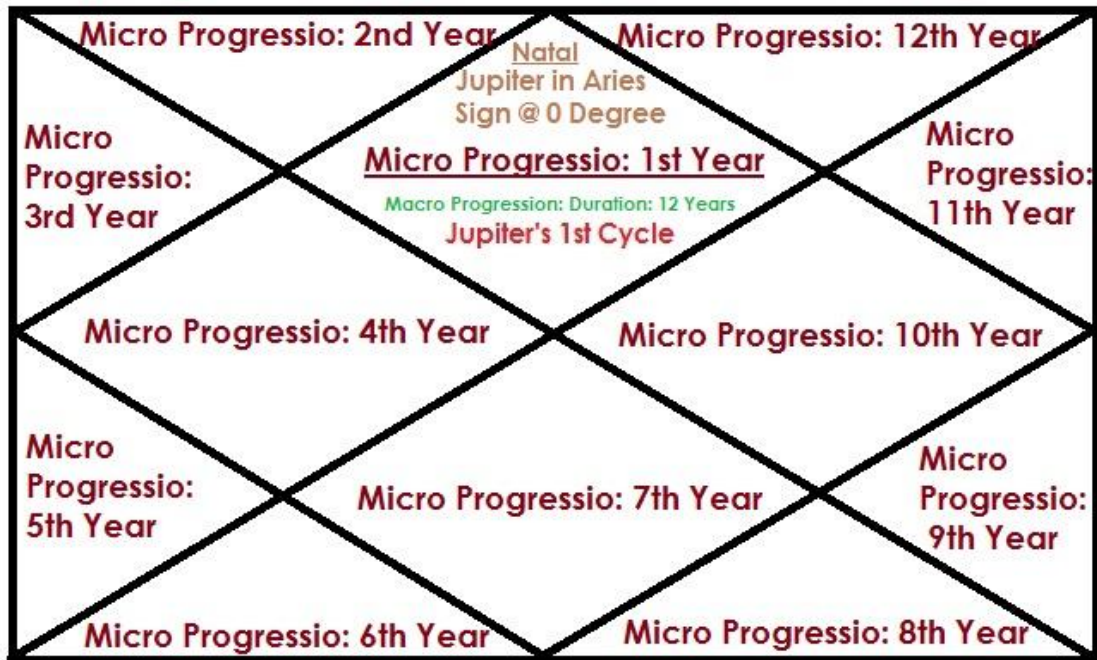 Micro Progressio: 2nd Year
Micro Progressio: 12th Year
Natal
Jupiter in Aries
Sign @ 0 Degree
Micro Progressio: 1st Year
Macro Progression: Duration: 12 Years
Jupiter's 1st Cycle
Micro
Progressio:
3rd Year
Micro
Progressio:
11th Year
Micro Progressio: 4th Year
Micro Progressio: 10th Year
Micro
Progressio:
5th Year
Micro Progressio: 7th Year
Micro
Progressio:
9th Year
Micro Progressio: 6th Year
Micro Progressio: 8th Year